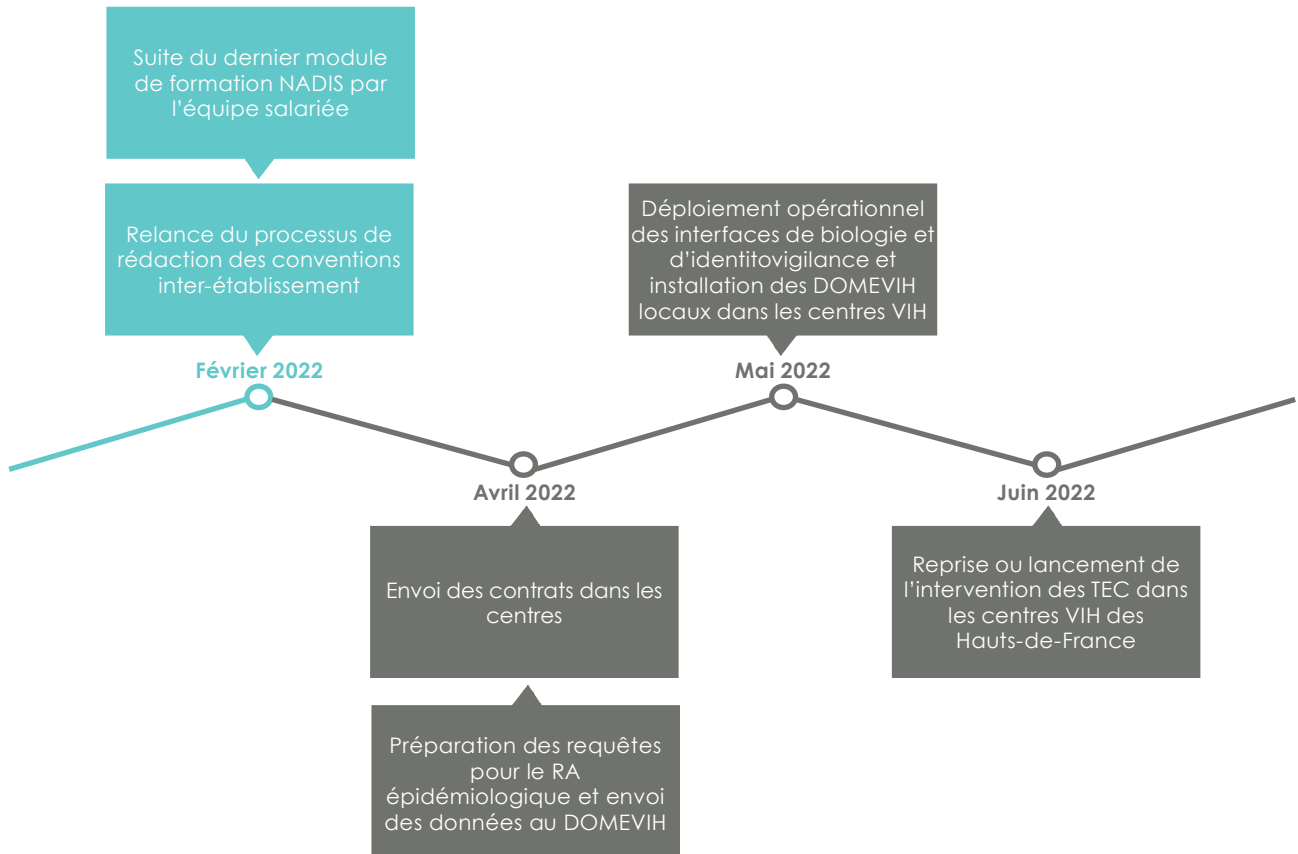 Suite du dernier module
de formation NADIS par
l'équipe salariée
Relance du processus de
rédaction des conventions
inter-établissement
Février 2022
Déploiement opérationnel
des interfaces de biologie et
d'identitovigilance et
installation des DOMEVIH
locaux dans les centres VIH
Mai 2022
Avril 2022
Envoi des contrats dans les
centres
Préparation des requêtes
pour le RA
épidémiologique et envoi
des données au DOMEVIH
Juin 2022
Reprise ou lancement de
l'intervention des TEC dans
les centres VIH des
Hauts-de-France